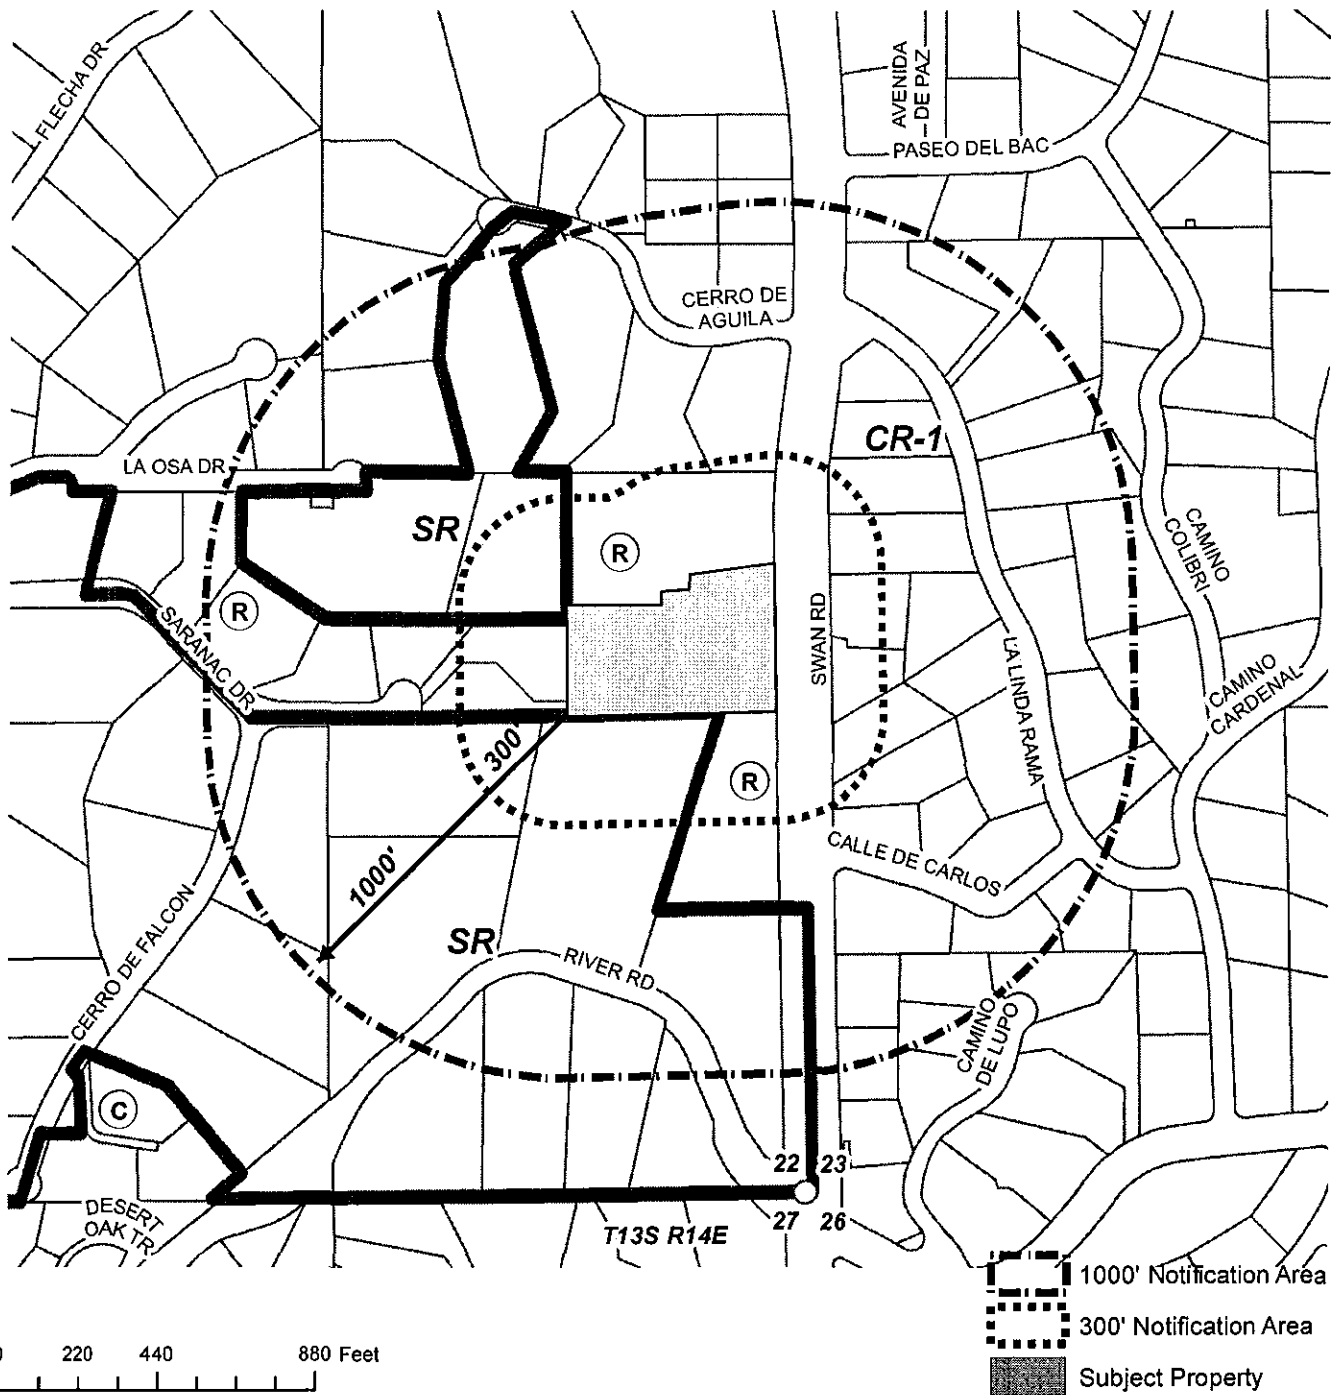 FLECHA DR
AVENIDA
DE PAZ
PASEO DEL BAC
CERRO DE
AGUILA
CR-1
LA OSA DR
SR
R
R
SARANAC DR
SWAN RD
CAMINO
COLIBRI
LA LINDA RAMA
CAMINO
CARDENAL
300'
R
1000'
CALLE DE CARLOS
CERRO DE FALCON
SR
RIVER RD
CAMINO
DE LUPO
C
22 23
27 26
DESERT
OAK TR
T13S R14E
1000' Notification Area
300' Notification Area
Subject Property
0 220 440 880 Feet